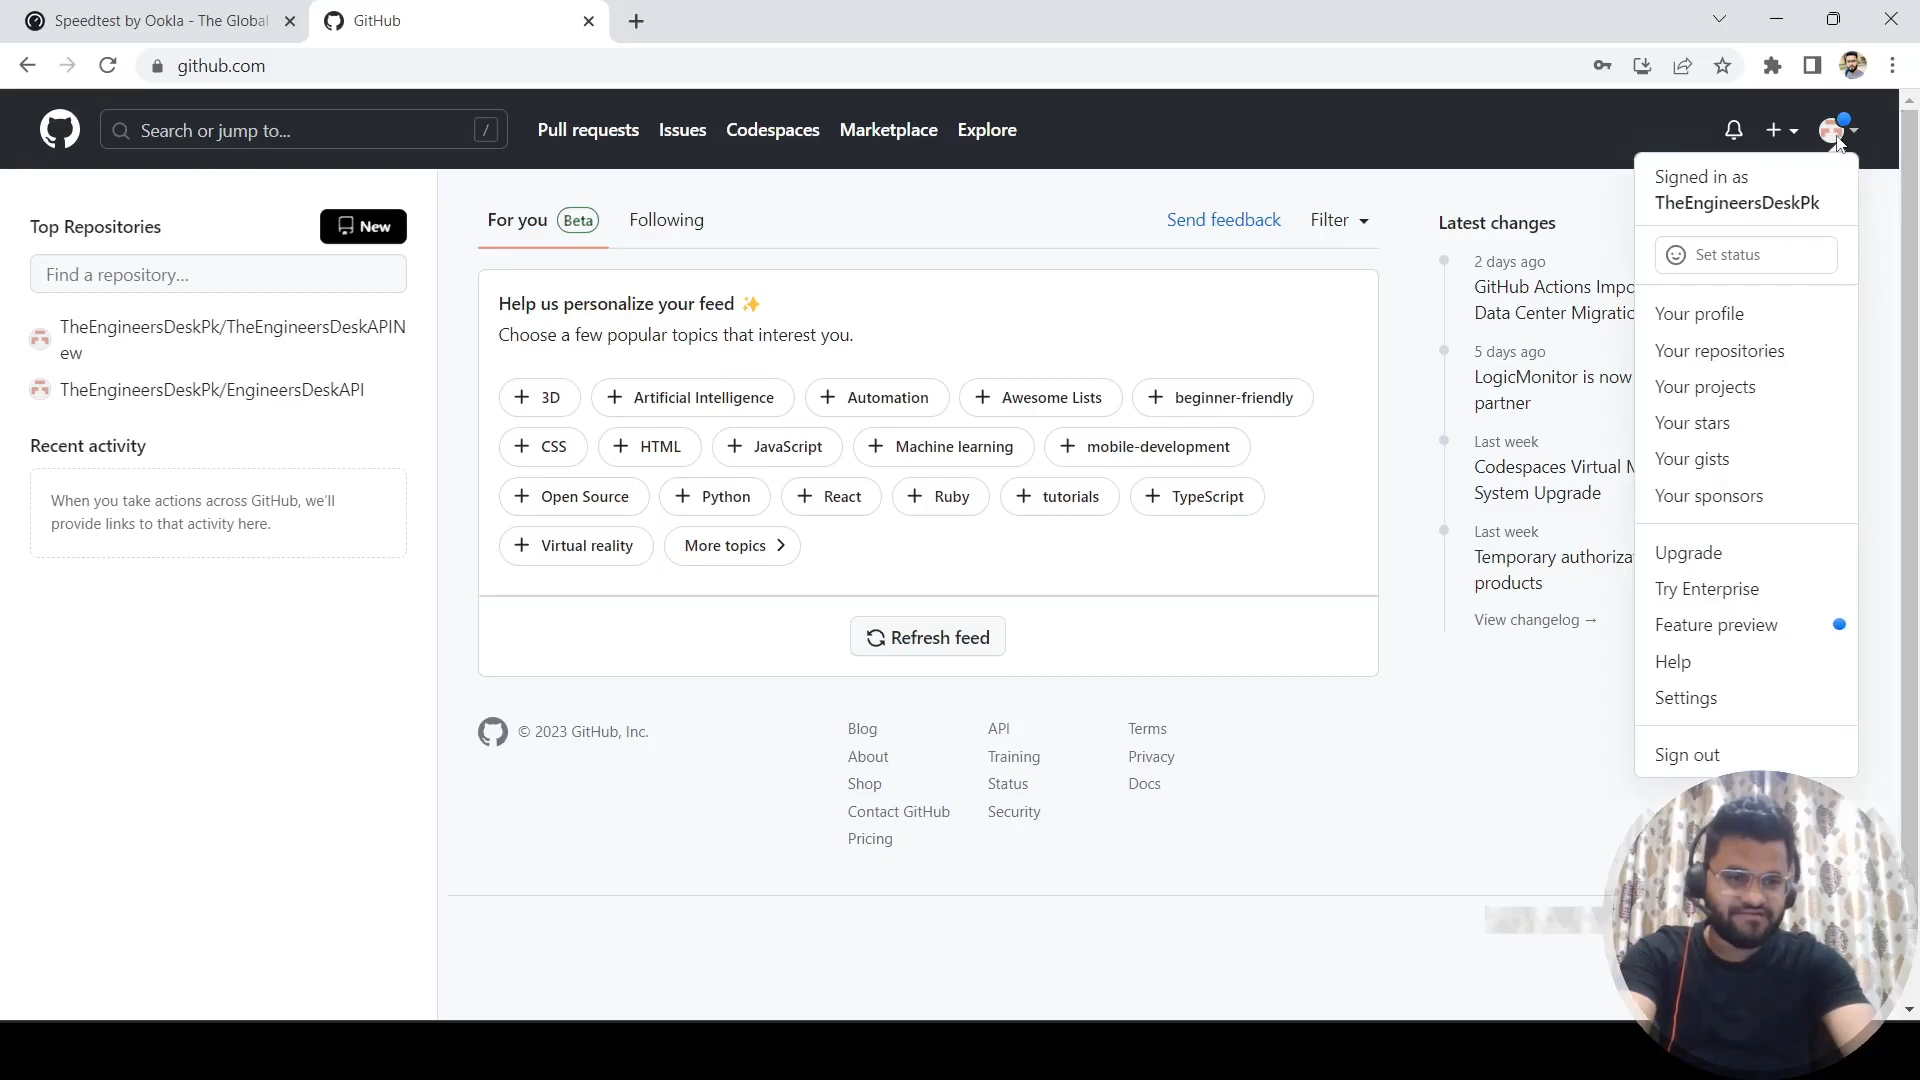 Speedtest by Ookla - The Global
GitHub
github.com
Search or jump to...
/
Pull requests
Issues
Codespaces
Marketplace
Explore
Top Repositories
New
Find a repository...
TheEngineersDeskPk/TheEngineersDeskAPIN
ew
TheEngineersDeskPk/EngineersDeskAPI
Recent activity
When you take actions across GitHub, we'll
provide links to that activity here.
For you Beta
Following
Send feedback
Filter
Help us personalize your feed ✨
Choose a few popular topics that interest you.
3D
Artificial Intelligence
Automation
Awesome Lists
beginner-friendly
CSS
HTML
JavaScript
Machine learning
mobile-development
Open Source
Python
React
Ruby
tutorials
TypeScript
Virtual reality
More topics
Refresh feed
© 2023 GitHub, Inc.
Blog
About
Shop
Contact GitHub
Pricing
API
Training
Status
Security
Terms
Privacy
Docs
Latest changes
2 days ago
GitHub Actions
Data Center
5 days ago
LogicMonitor is now
partner
Last week
Codespaces Virtual
System Upgrade
Last week
Temporary
products
View changelog →
Signed in as
TheEngineersDeskPk
Set status
Your profile
Your repositories
Your projects
Your stars
Your gists
Your sponsors
Upgrade
Try Enterprise
Feature preview
Help
Settings
Sign out